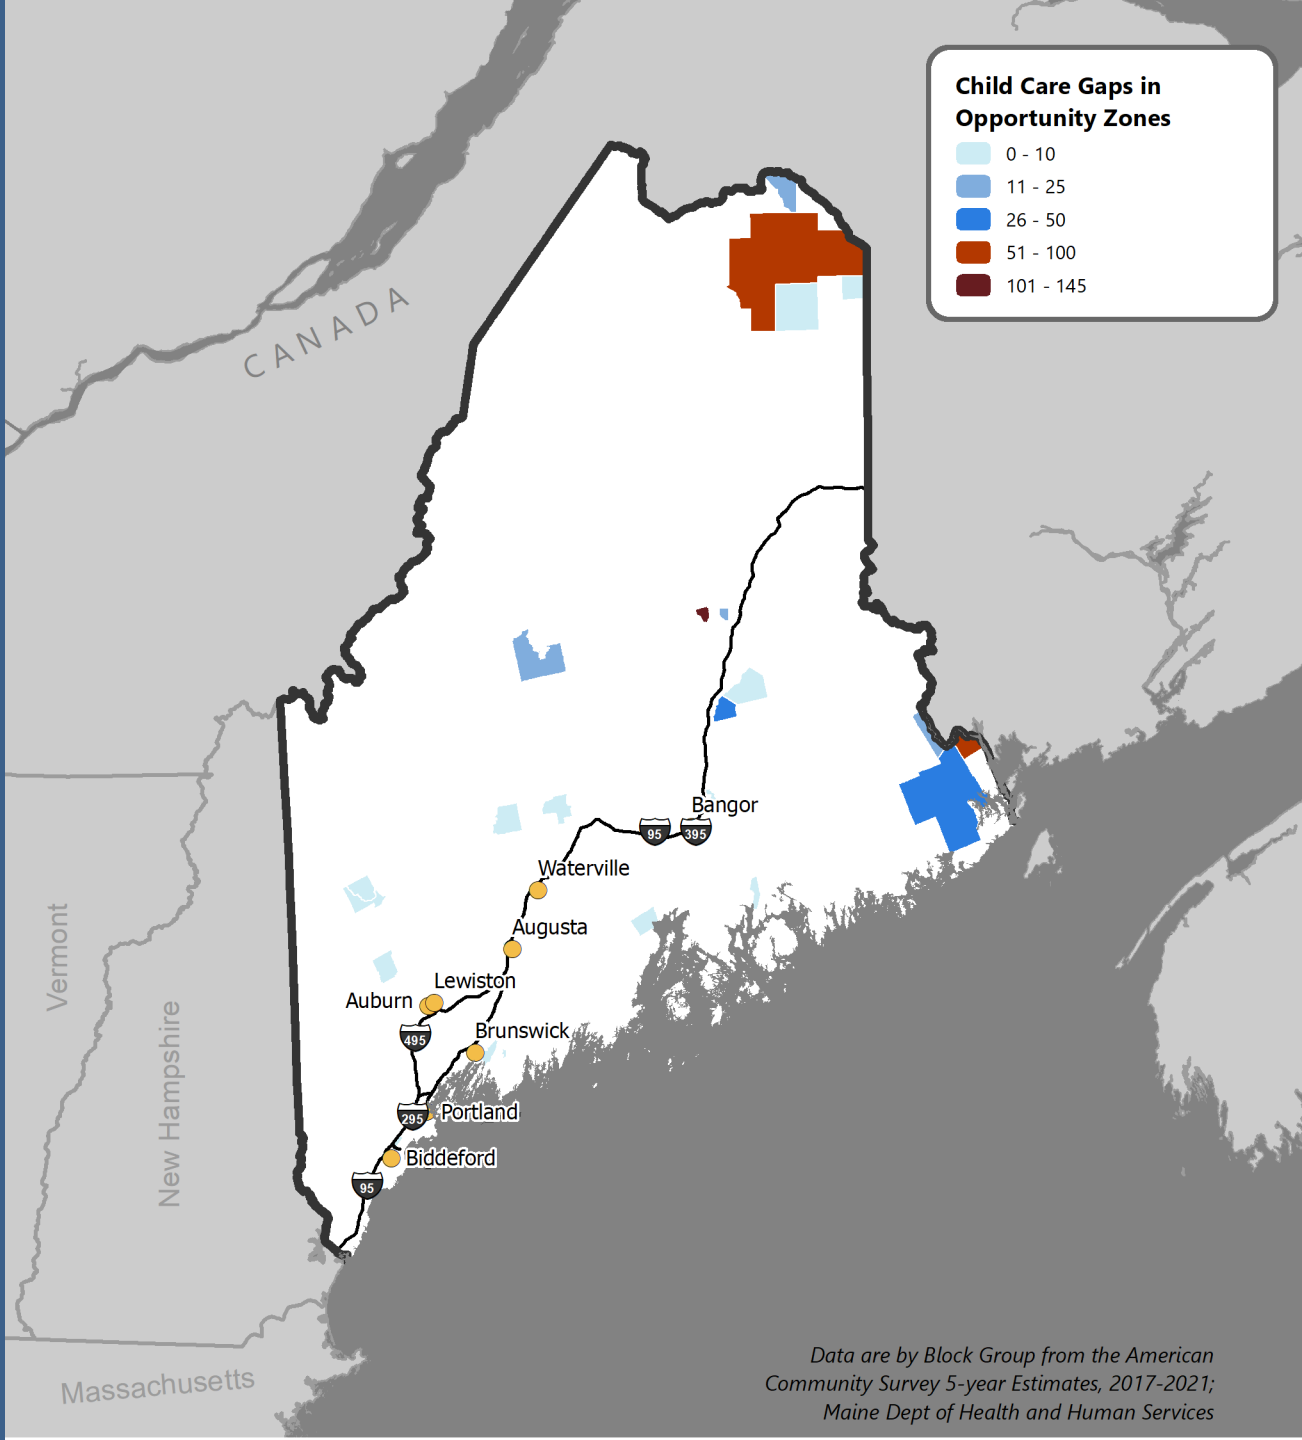 Child Care Gaps in
Opportunity Zones
0 - 10
11 - 25
26 - 50
51 - 100
101 - 145
CANADA
Bangor
95
395
Waterville
Augusta
Lewiston
Auburn
Brunswick
495
Portland
295
Biddeford
95
Vermont
New Hampshire
Massachusetts
Data are by Block Group from the American
Community Survey 5-year Estimates, 2017-2021;
Maine Dept of Health and Human Services